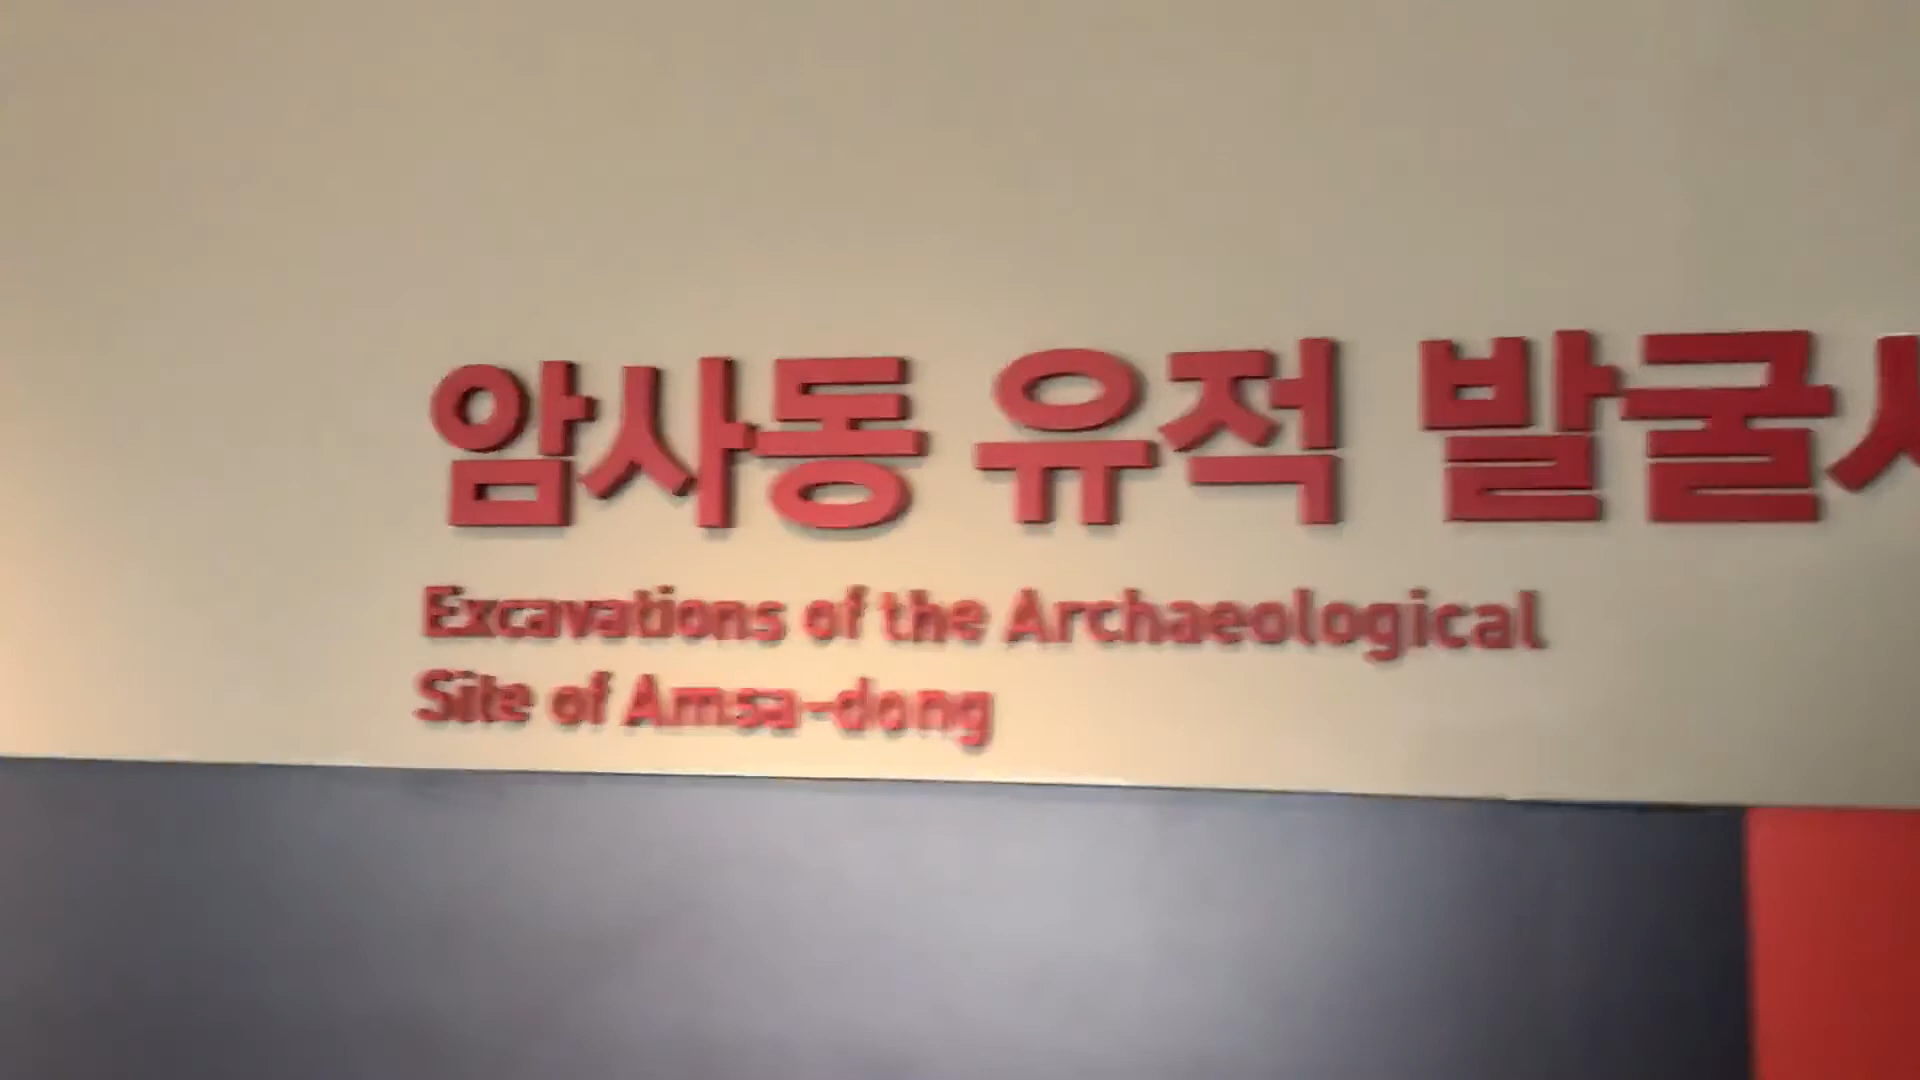 암사동 유적 발굴
Excavations of the Archaeological
Site of Amsa-dong